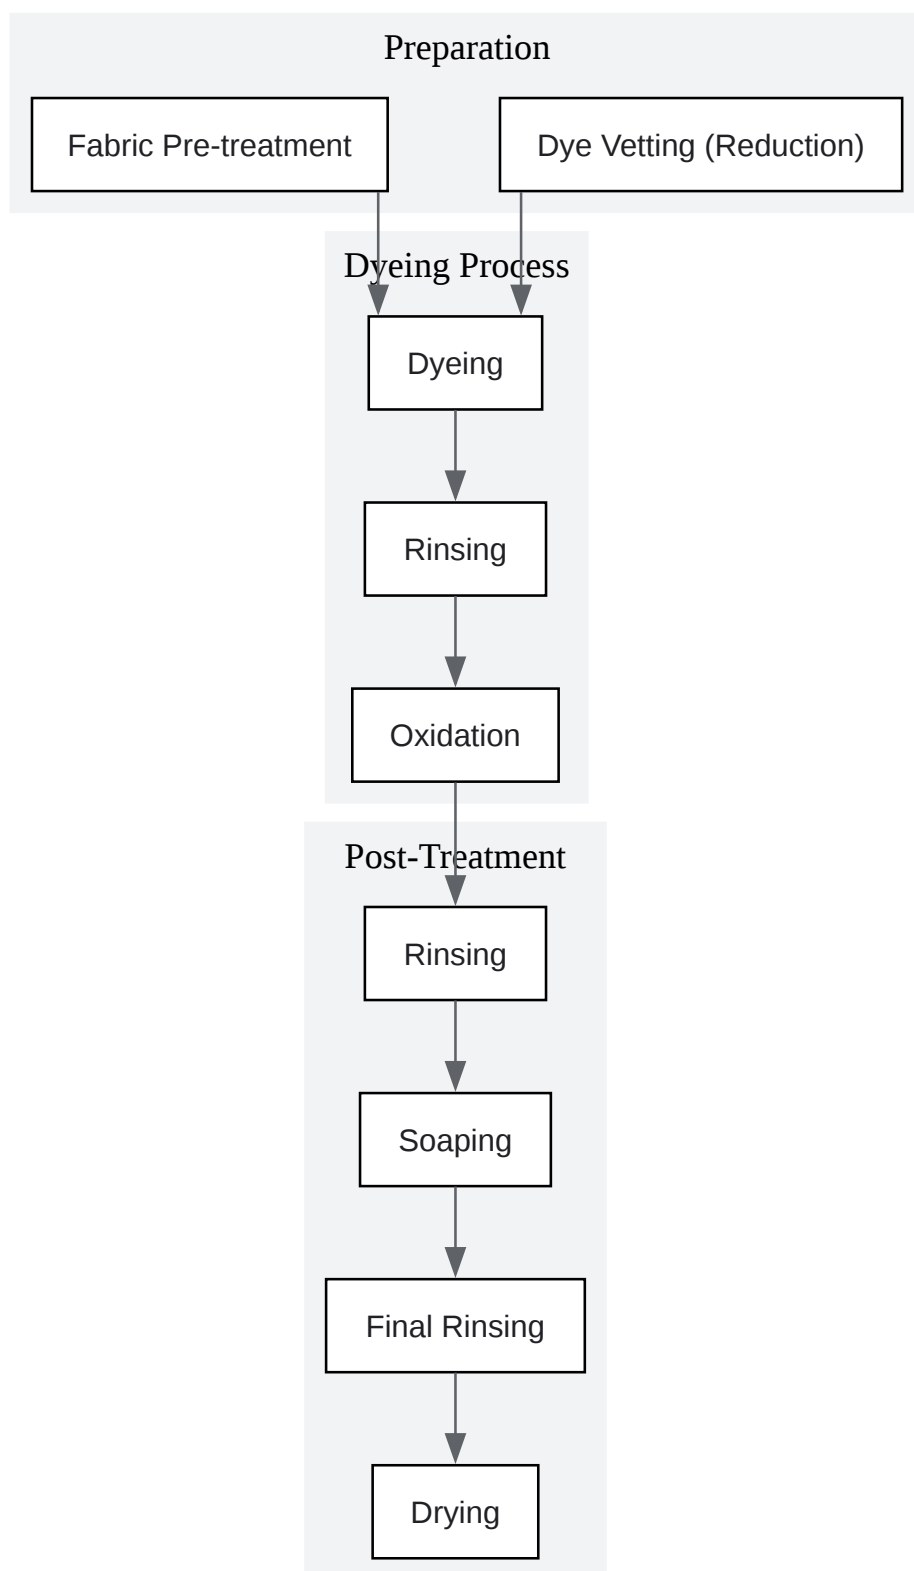 Preparation
Fabric Pre-treatment
Dye Vetting (Reduction)
Dyeing Process
Dyeing
Rinsing
Oxidation
Post-Treatment
Rinsing
Soaping
Final Rinsing
Drying